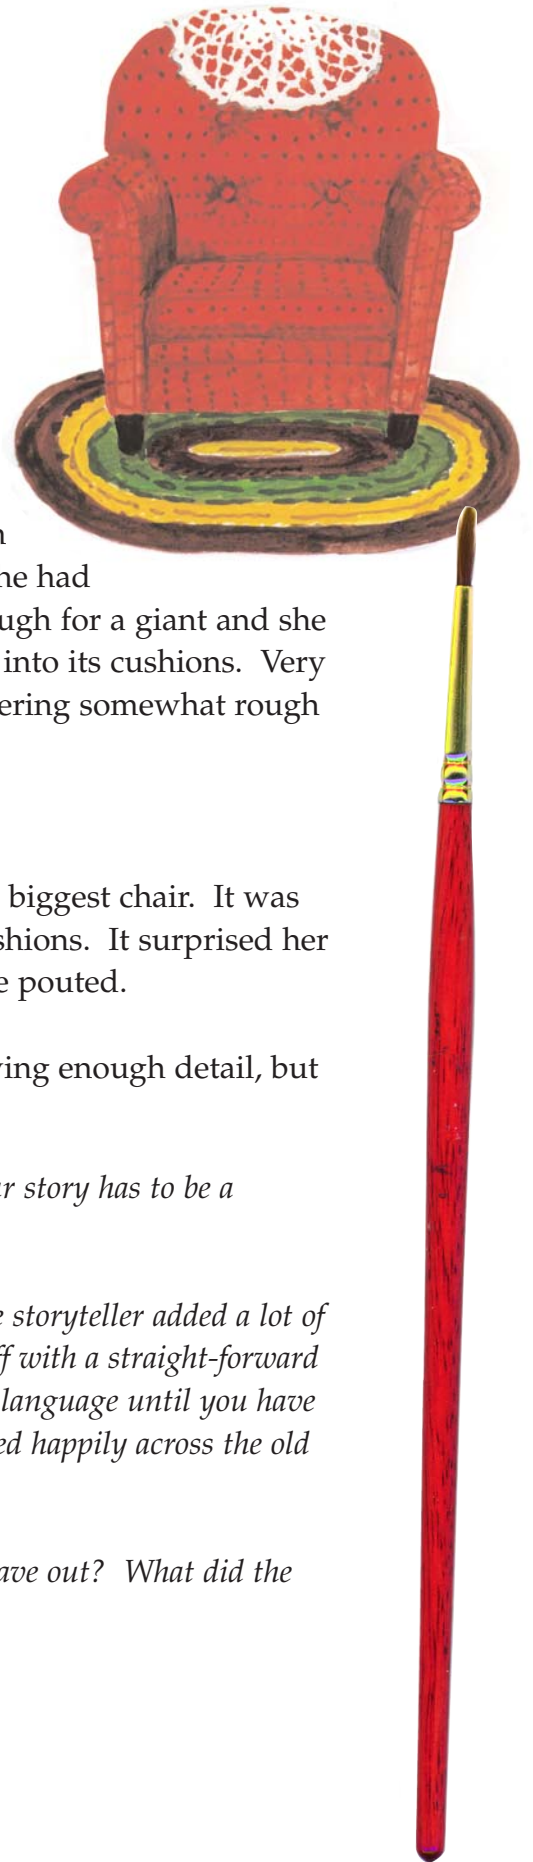 he had
ugh for a giant and she
into its cushions.  Very
ering somewhat rough
biggest chair.  It was
shions.  It surprised her
e pouted.
ing enough detail, but
r story has to be a
e storyteller added a lot of
ff with a straight-forward
language until you have
ed happily across the old
ave out?  What did the